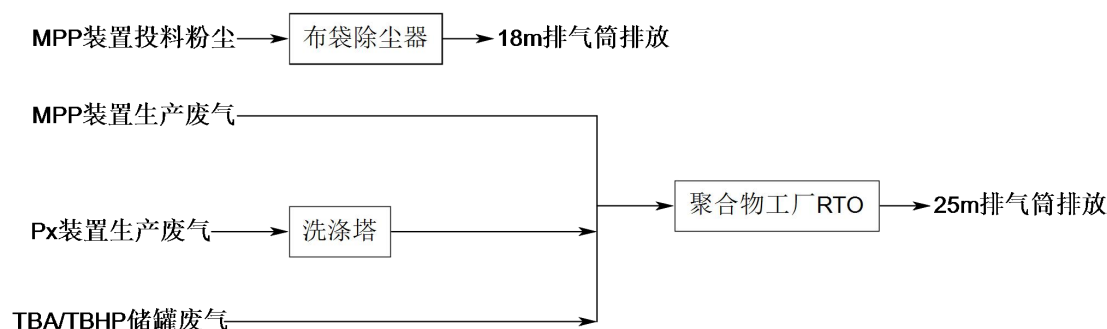 MPP装置投料粉尘 布袋除尘器 18m排气筒排放
MPP装置生产废气
聚合物工厂RTO 25m排气筒排放
Px装置生产废气 洗涤塔
TBA/TBHP储罐废气